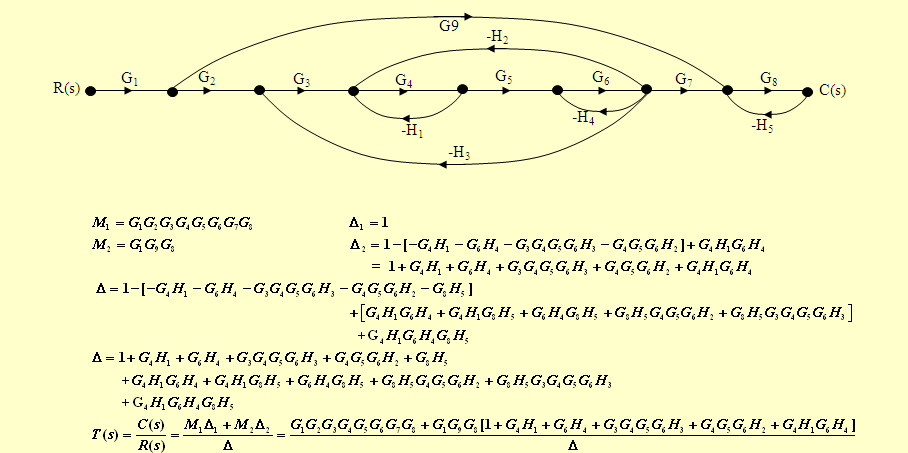 G9
-H₂
R(s) G₁ G₂ G₃ G₄ G₅ G₆ G₇ G₈ C(s)
-H₁ -H₄ -H₅
-H₃
M₁ = G₁G₂G₃G₄G₅G₆G₇G₈ Δ₁ = 1
M₂ = G₁G₉G₈ Δ₂ = 1−[−G₄H₁ −G₆H₄ −G₃G₄G₅G₆H₃ −G₄G₅G₆H₂]+G₄H₁G₆H₄
= 1+G₄H₁ +G₆H₄ +G₃G₄G₅G₆H₃ +G₄G₅G₆H₂ +G₄H₁G₆H₄
Δ = 1−[−G₄H₁ −G₆H₄ −G₃G₄G₅G₆H₃ −G₄G₅G₆H₂ −G₈H₅]
+[G₄H₁G₆H₄ +G₄H₁G₈H₅ +G₆H₄G₈H₅ +G₈H₅G₄G₅G₆H₂ +G₈H₅G₃G₄G₅G₆H₃]
+G₄H₁G₆H₄G₈H₅
Δ = 1+G₄H₁ +G₆H₄ +G₃G₄G₅G₆H₃ +G₄G₅G₆H₂ +G₈H₅
+G₄H₁G₆H₄ +G₄H₁G₈H₅ +G₆H₄G₈H₅ +G₈H₅G₄G₅G₆H₂ +G₈H₅G₃G₄G₅G₆H₃
+G₄H₁G₆H₄G₈H₅
T(s) = C(s)/R(s) = M₁Δ₁ + M₂Δ₂/Δ = G₁G₂G₃G₄G₅G₆G₇G₈ + G₁G₉G₈[1+G₄H₁ +G₆H₄ +G₃G₄G₅G₆H₃ +G₄G₅G₆H₂ +G₄H₁G₆H₄]/Δ